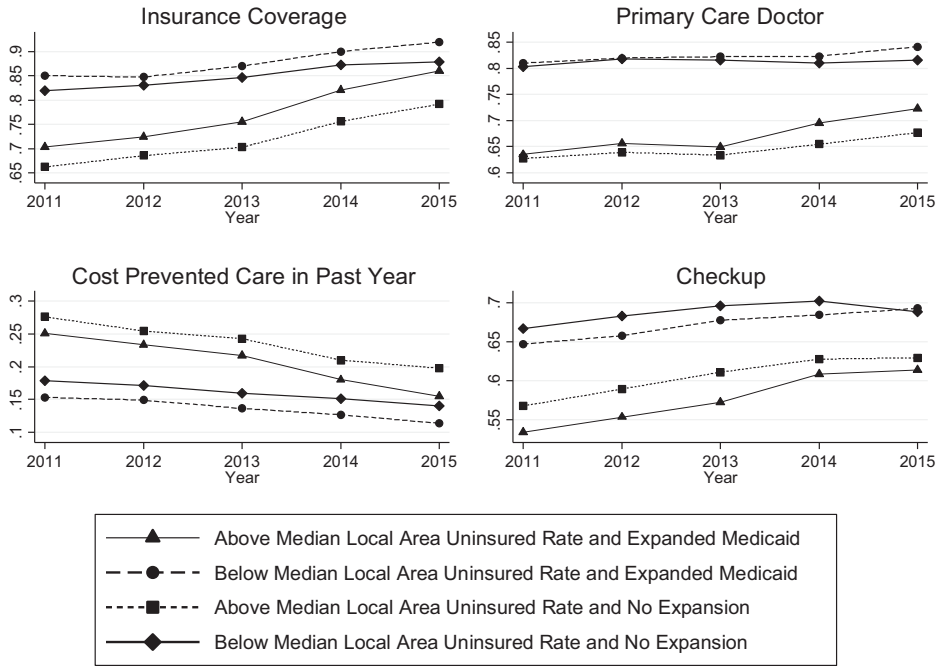 Insurance Coverage
.65 .7 .75 .8 .85 .9
2011 2012 2013 2014 2015
Year
Primary Care Doctor
.6 .65 .7 .8 .85
2011 2012 2013 2014 2015
Year
Cost Prevented Care in Past Year
.1 .15 .2 .25 .3
2011 2012 2013 2014 2015
Year
Checkup
.55 .6 .65 .7
2011 2012 2013 2014 2015
Year
Above Median Local Area Uninsured Rate and Expanded Medicaid
Below Median Local Area Uninsured Rate and Expanded Medicaid
Above Median Local Area Uninsured Rate and No Expansion
Below Median Local Area Uninsured Rate and No Expansion